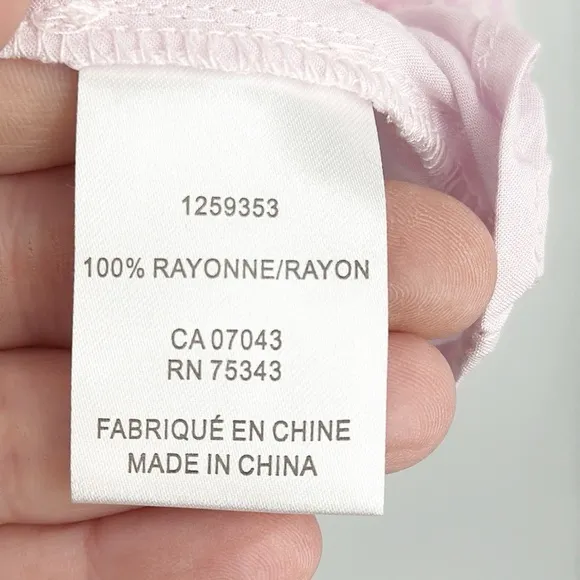 1259353
100% RAYONNE/RAYON
CA 07043
RN 75343
FABRIQUÉ EN CHINE
MADE IN CHINA